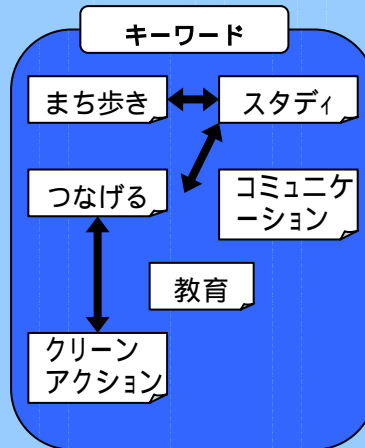 キーワード
まち歩き
スタディ
つなげる
コミュニケ
ーション
教育
クリーン
アクション